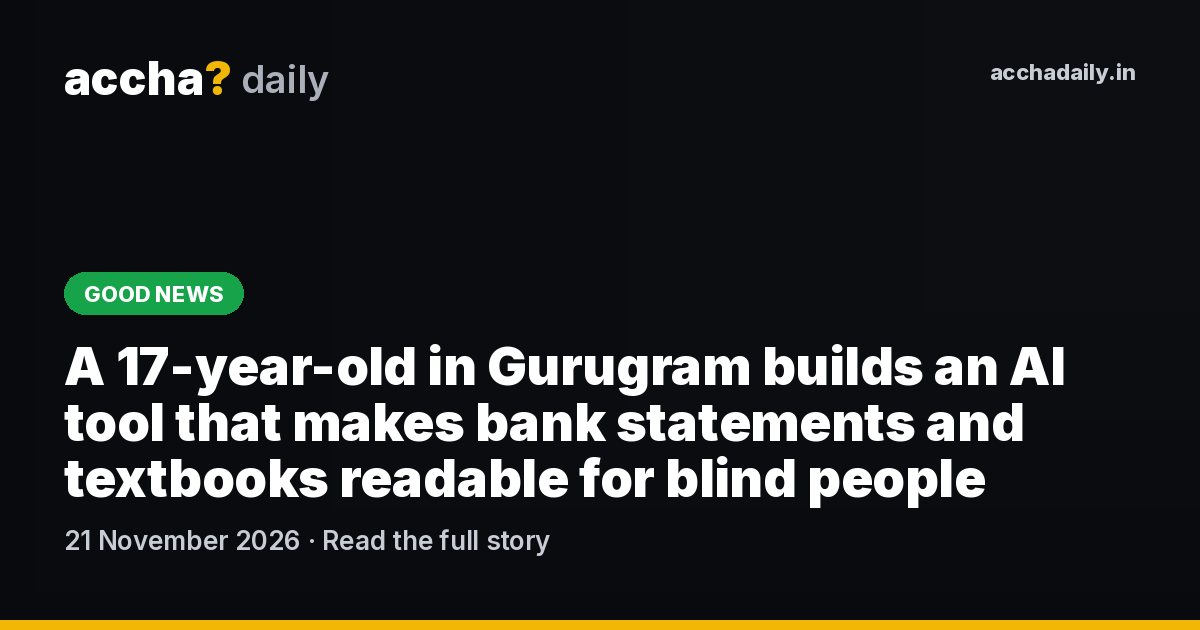 accha? daily
acchadaily.in
GOOD NEWS
A 17-year-old in Gurugram builds an AI
tool that makes bank statements and
textbooks readable for blind people
21 November 2026 · Read the full story